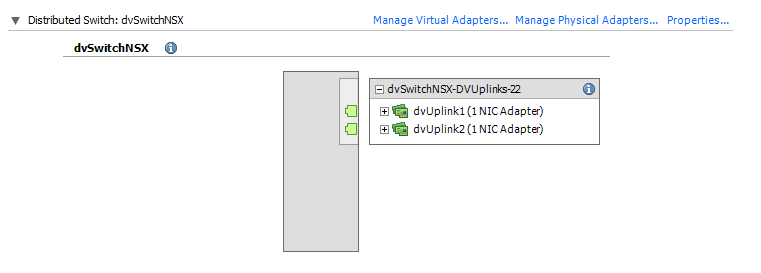 Distributed Switch: dvSwitchNSX Manage Virtual Adapters... Manage Physical Adapters... Properties...
dvSwitchNSX
dvSwitchNSX-DVUplinks-22
dvUplink1 (1 NIC Adapter)
dvUplink2 (1 NIC Adapter)